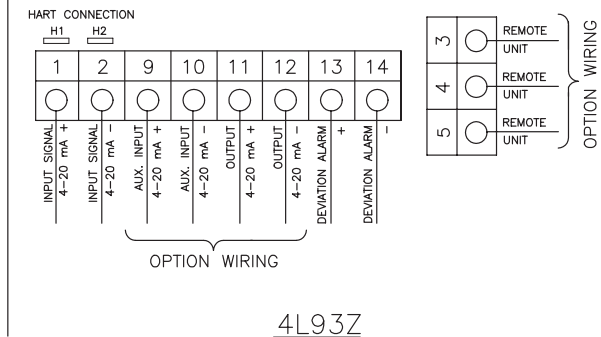 HART CONNECTION
H1 H2
1 2 9 10 11 12 13 14
INPUT SIGNAL
4-20 mA +
INPUT SIGNAL
4-20 mA -
AUX. INPUT
4-20 mA +
AUX. INPUT
4-20 mA -
OUTPUT
4-20 mA +
OUTPUT
4-20 mA -
DEVIATION ALARM
+
DEVIATION ALARM
-
OPTION WIRING
3
REMOTE
UNIT
4
REMOTE
UNIT
5
REMOTE
UNIT
OPTION WIRING
4L93Z